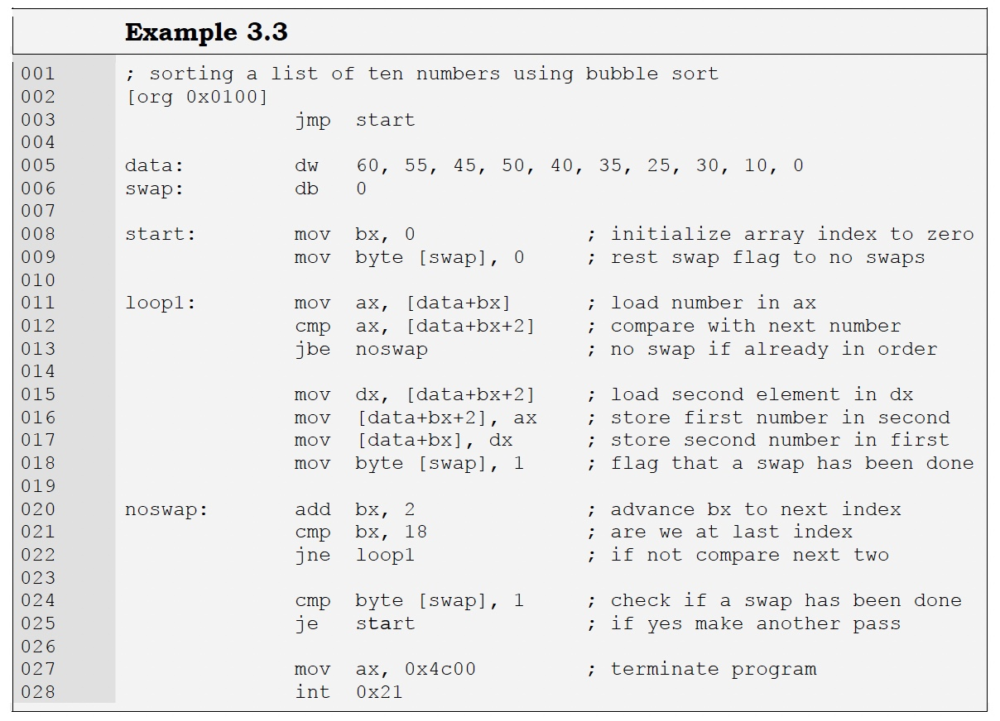 Example 3.3
001 ; sorting a list of ten numbers using bubble sort
002 [org 0x0100]
003 jmp start
004
005 data: dw 60, 55, 45, 50, 40, 35, 25, 30, 10, 0
006 swap: db 0
007
008 start: mov bx, 0 ; initialize array index to zero
009 mov byte [swap], 0 ; rest swap flag to no swaps
010
011 loop1: mov ax, [data+bx] ; load number in ax
012 cmp ax, [data+bx+2] ; compare with next number
013 jbe noswap ; no swap if already in order
014
015 mov dx, [data+bx+2] ; load second element in dx
016 mov [data+bx+2], ax ; store first number in second
017 mov [data+bx], dx ; store second number in first
018 mov byte [swap], 1 ; flag that a swap has been done
019
020 noswap: add bx, 2 ; advance bx to next index
021 cmp bx, 18 ; are we at last index
022 jne loop1 ; if not compare next two
023
024 cmp byte [swap], 1 ; check if a swap has been done
025 je start ; if yes make another pass
026
027 mov ax, 0x4c00 ; terminate program
028 int 0x21